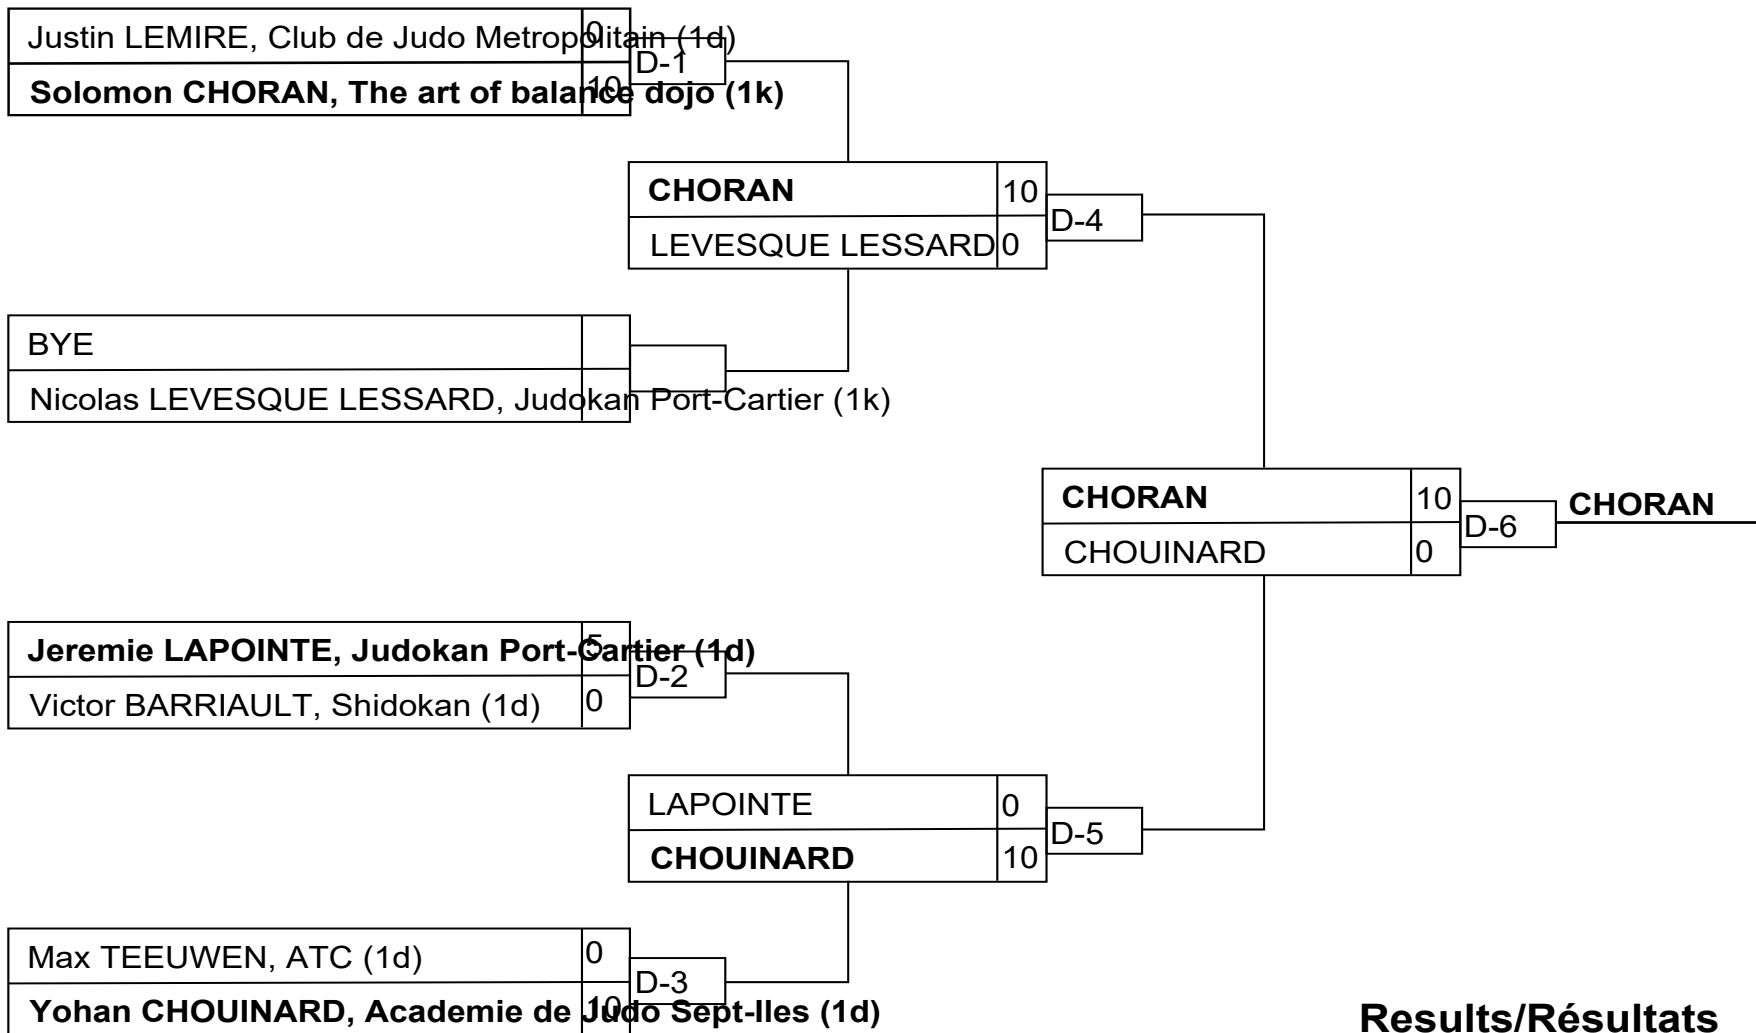 Justin LEMIRE, Club de Judo Metropolitain (1d) 0
D-1
Solomon CHORAN, The art of balance dojo (1k) 10
CHORAN 10
D-4
LEVESQUE LESSARD 0
BYE
Nicolas LEVESQUE LESSARD, Judokan Port-Cartier (1k)
CHORAN 10
D-6 CHORAN
CHOUINARD 0
Jeremie LAPOINTE, Judokan Port-Cartier (1d) 5
D-2
Victor BARRIAULT, Shidokan (1d) 0
LAPOINTE 0
D-5
CHOUINARD 10
Max TEEUWEN, ATC (1d) 0
D-3
Yohan CHOUINARD, Academie de Judo Sept-Iles (1d) 10
Results/Résultats